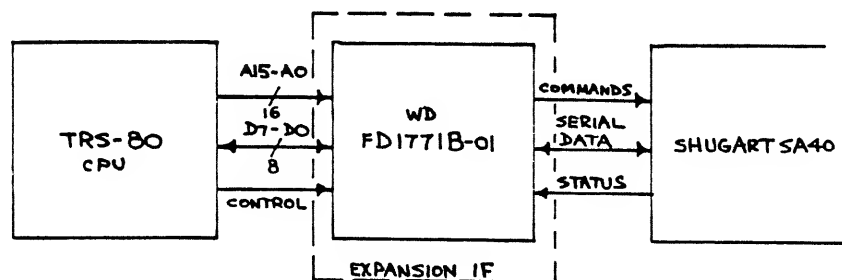 TRS-80
CPU
A15-A0
16
D7-D0
8
CONTROL
WD
FD1771B-01
EXPANSION IF
COMMANDS
SERIAL
DATA
STATUS
SHUGART SA40